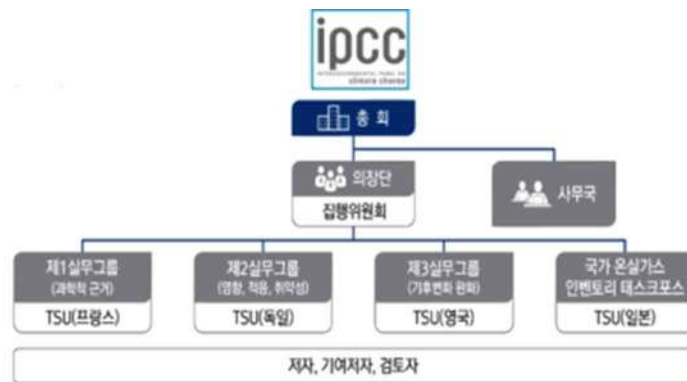 ipcc
INTERGOVERNMENTAL PANEL ON
climate change
총 회
의장단
집행위원회
사무국
제1실무그룹
(과학적 근거)
TSU(프랑스)
제2실무그룹
(영향, 적응, 취약성)
TSU(독일)
제3실무그룹
(기후변화 완화)
TSU(영국)
국가 온실가스
인벤토리 태스크포스
TSU(일본)
저자, 기여저자, 검토자